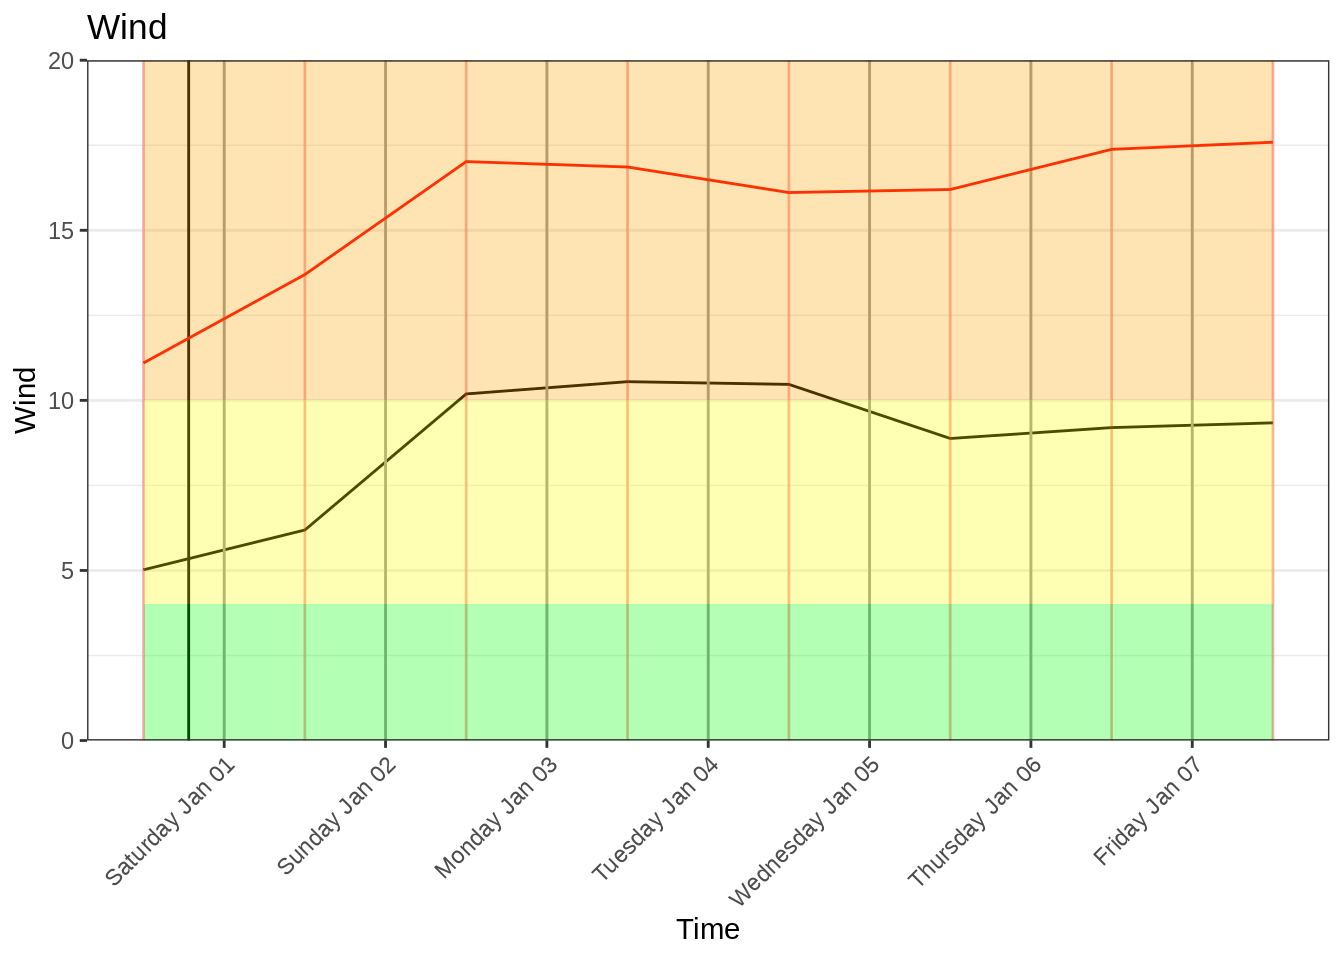 Wind
20
15
10
5
0
Wind
Saturday Jan 01
Sunday Jan 02
Monday Jan 03
Tuesday Jan 04
Wednesday Jan 05
Thursday Jan 06
Friday Jan 07
Time